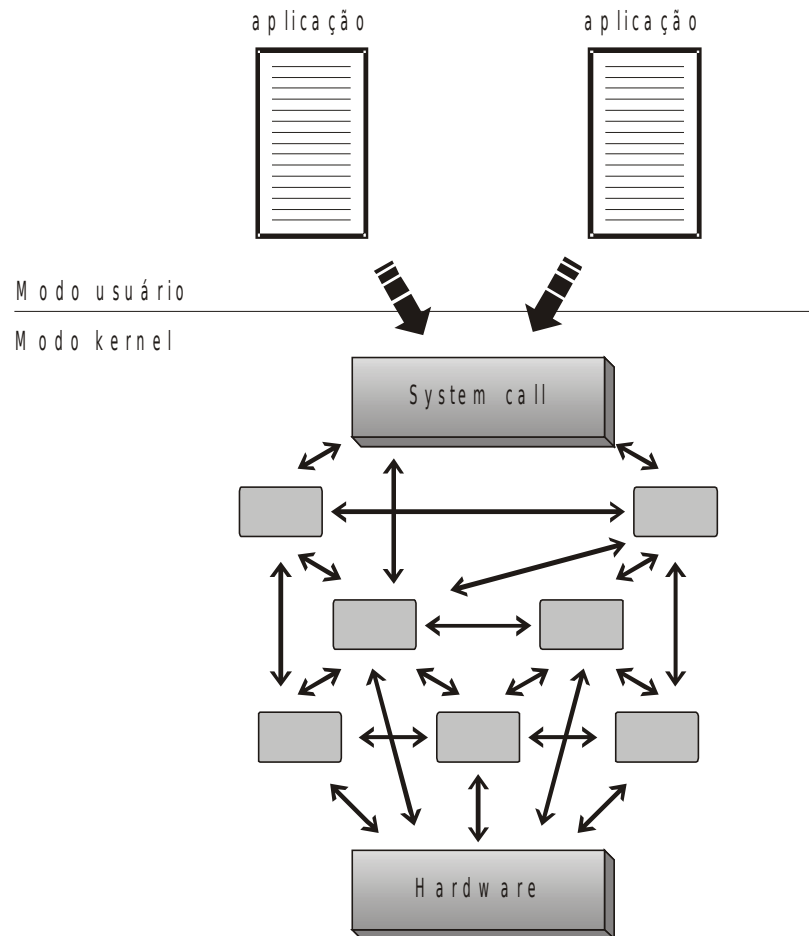 aplicação
aplicação
Modo usuário
Modo kernel
System call
Hardware